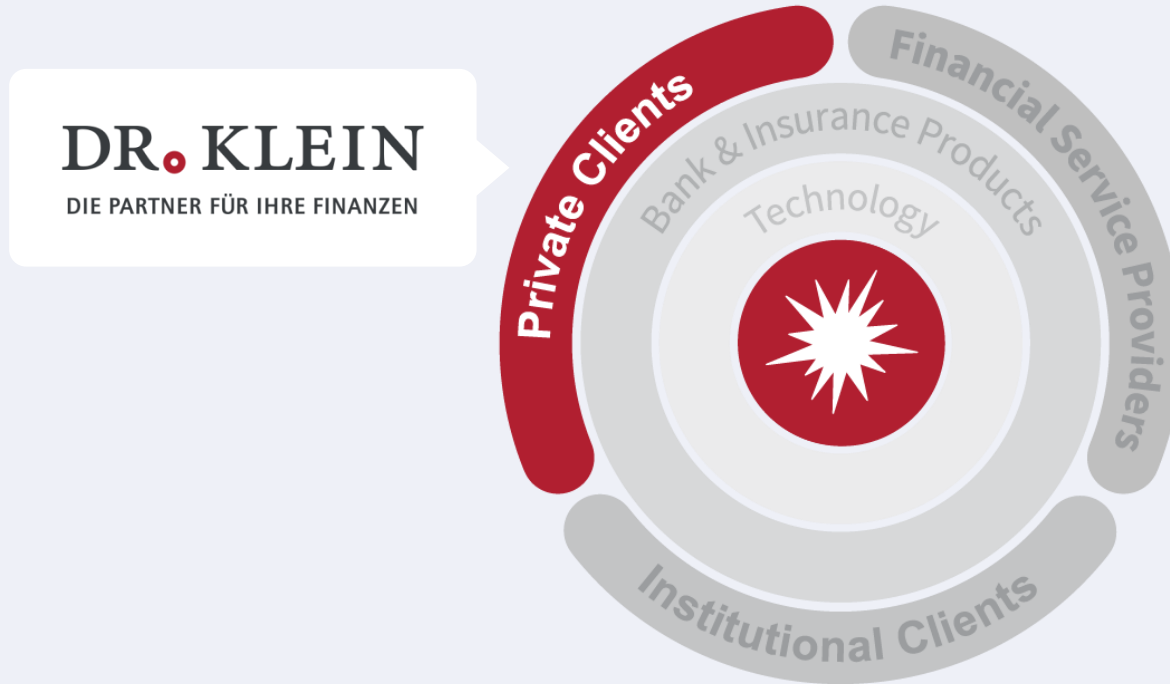 DR. KLEIN
DIE PARTNER FÜR IHRE FINANZEN
Private Clients
Financial Service Providers
Bank & Insurance Products
Technology
Institutional Clients